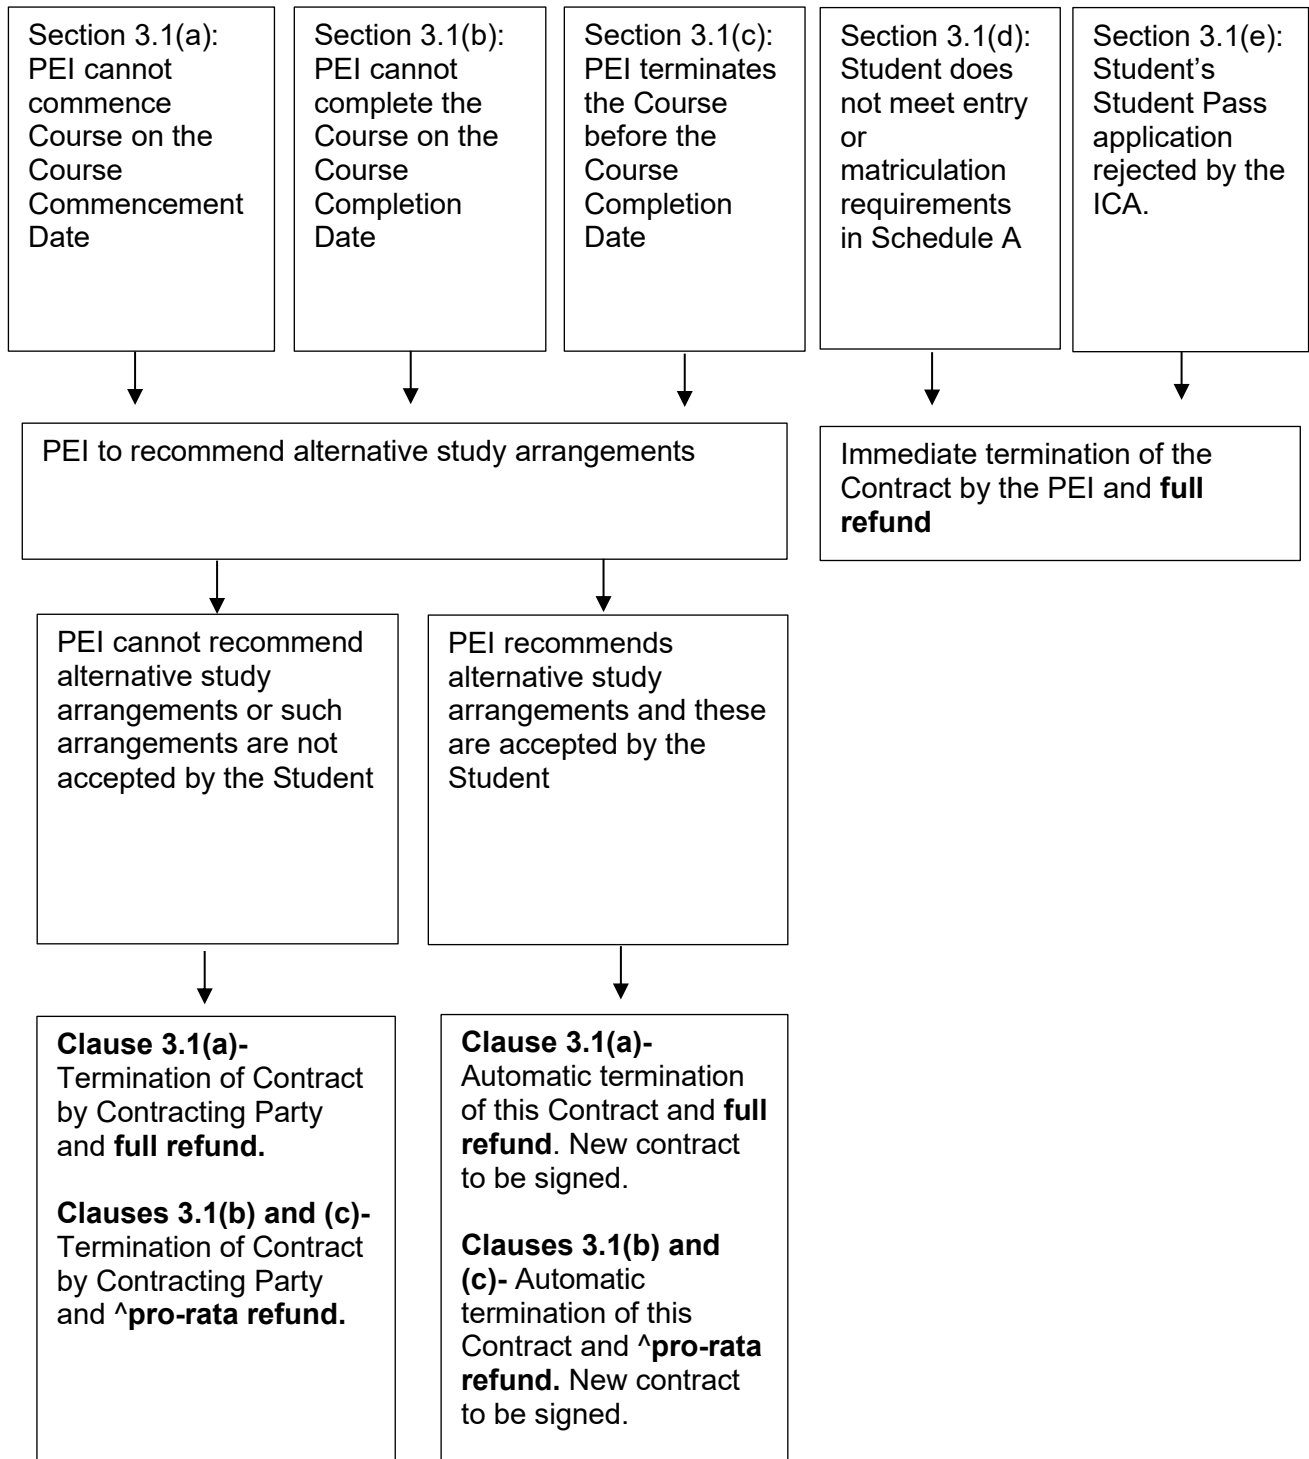 Section 3.1(a):
PEI cannot
commence
Course on the
Course
Commencement
Date
Section 3.1(b):
PEI cannot
complete the
Course on the
Course
Completion
Date
Section 3.1(c):
PEI terminates
the Course
before the
Course
Completion
Date
Section 3.1(d):
Student does
not meet entry
or
matriculation
requirements
in Schedule A
Section 3.1(e):
Student’s
Student Pass
application
rejected by the
ICA.
PEI to recommend alternative study arrangements
Immediate termination of the
Contract by the PEI and full
refund
PEI cannot recommend
alternative study
arrangements or such
arrangements are not
accepted by the Student
PEI recommends
alternative study
arrangements and these
are accepted by the
Student
Clause 3.1(a)-
Termination of Contract
by Contracting Party
and full refund.
Clauses 3.1(b) and (c)-
Termination of Contract
by Contracting Party
and ^pro-rata refund.
Clause 3.1(a)-
Automatic termination
of this Contract and full
refund. New contract
to be signed.
Clauses 3.1(b) and
(c)- Automatic
termination of this
Contract and ^pro-rata
refund. New contract
to be signed.